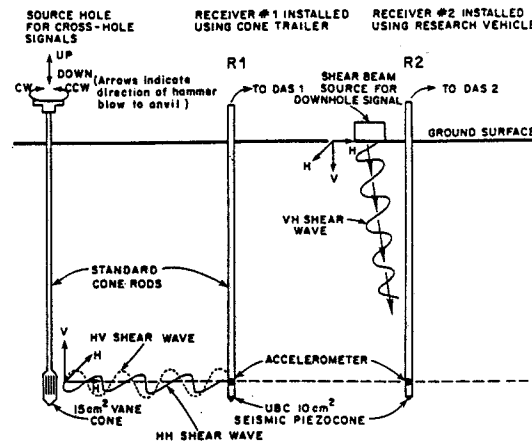 SOURCE HOLE
FOR CROSS-HOLE
SIGNALS
RECEIVER #1 INSTALLED
USING CONE TRAILER
RECEIVER #2 INSTALLED
USING RESEARCH VEHICLE
UP
DOWN
CW
CCW
(Arrows indicate
direction of hammer
blow to anvil)
R1
TO DAS 1
SHEAR BEAM
SOURCE FOR
DOWNHOLE SIGNAL
R2
TO DAS 2
GROUND SURFACE
H
H
V
VH SHEAR
WAVE
STANDARD
CONE RODS
V
H
HV SHEAR WAVE
H
ACCELEROMETER
15cm² VANE
CONE
HH SHEAR WAVE
UBC 10cm²
SEISMIC PIEZOCONE